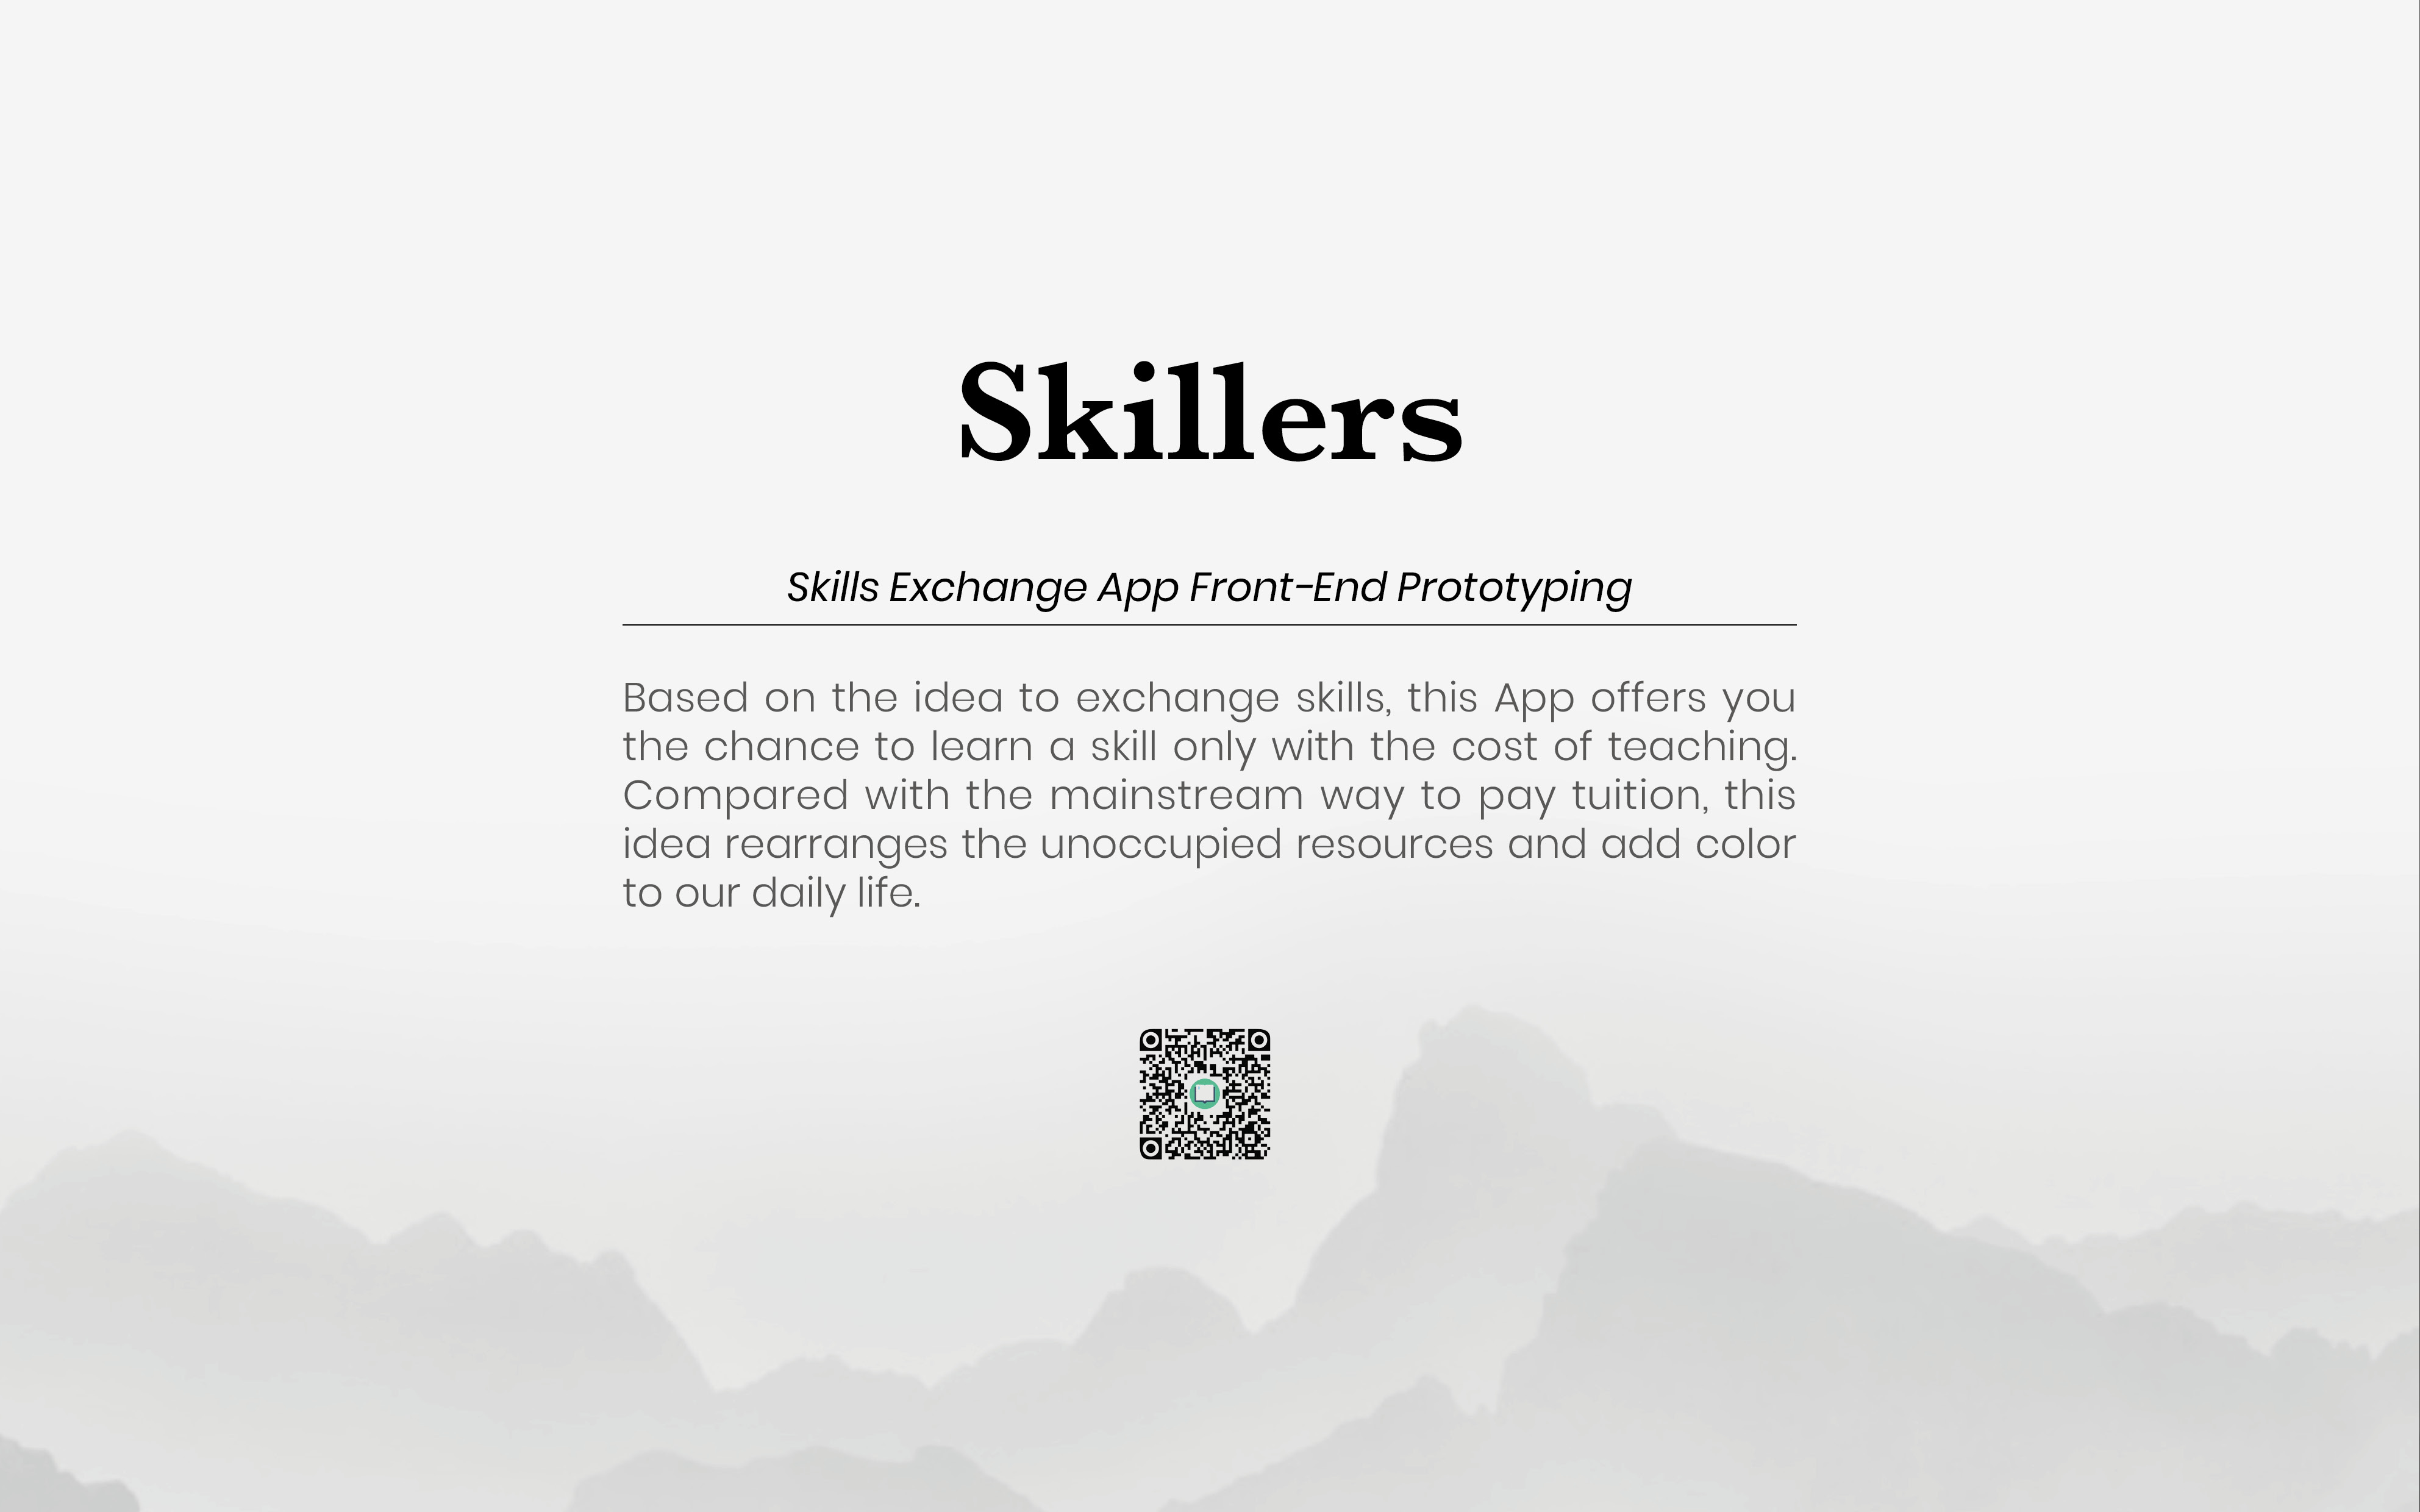 Skillers
Skills Exchange App Front-End Prototyping
Based on the idea to exchange skills, this App offers you
the chance to learn a skill only with the cost of teaching.
Compared with the mainstream way to pay tuition, this
idea rearranges the unoccupied resources and add color
to our daily life.